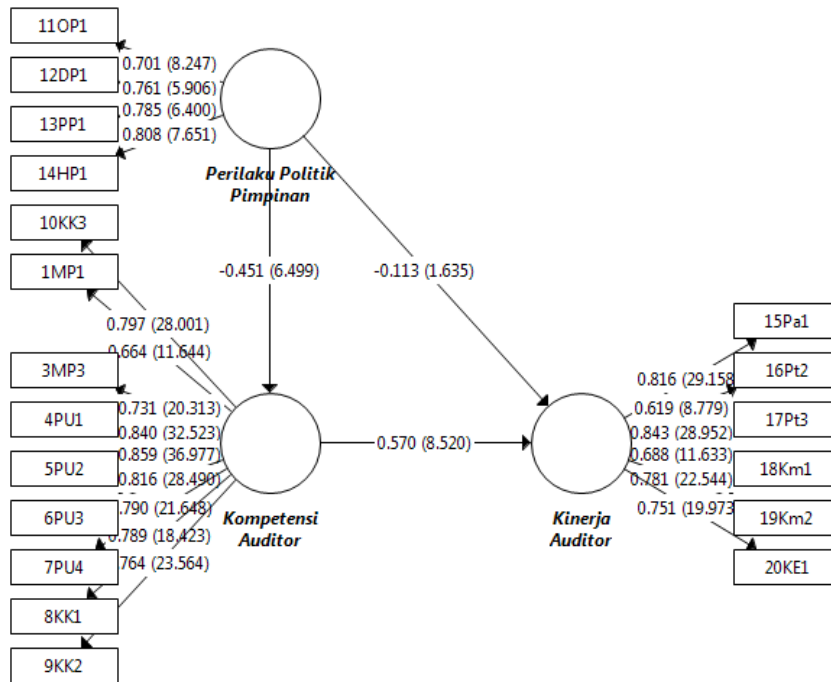 11OP1
12DP1
13PP1
14HP1
10KK3
1MP1
3MP3
4PU1
5PU2
6PU3
7PU4
8KK1
9KK2
0.701 (8.247)
0.761 (5.906)
0.785 (6.400)
0.808 (7.651)
Perilaku Politik
Pimpinan
-0.451 (6.499)
-0.113 (1.635)
0.797 (28.001)
0.664 (11.644)
0.731 (20.313)
0.840 (32.523)
0.859 (36.977)
0.816 (28.490)
.790 (21.648)
.789 (18.423)
.764 (23.564)
Kompetensi
Auditor
0.570 (8.520)
Kinerja
Auditor
0.816 (29.158
0.619 (8.779)
0.843 (28.952)
0.688 (11.633)
0.781 (22.544)
0.751 (19.973
15Pa1
16Pt2
17Pt3
18Km1
19Km2
20KE1